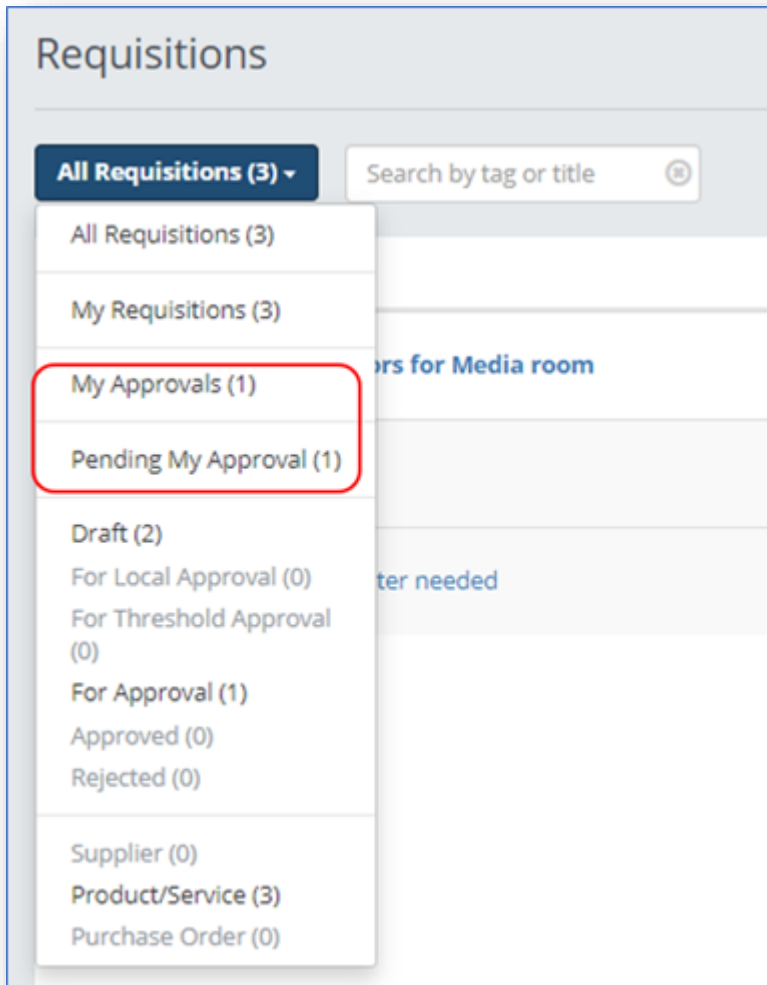 Requisitions
All Requisitions (3)
Search by tag or title
All Requisitions (3)
My Requisitions (3)
My Approvals (1)
for Media room
Pending My Approval (1)
Draft (2)
For Local Approval (0)
needed
For Threshold Approval
(0)
For Approval (1)
Approved (0)
Rejected (0)
Supplier (0)
Product/Service (3)
Purchase Order (0)